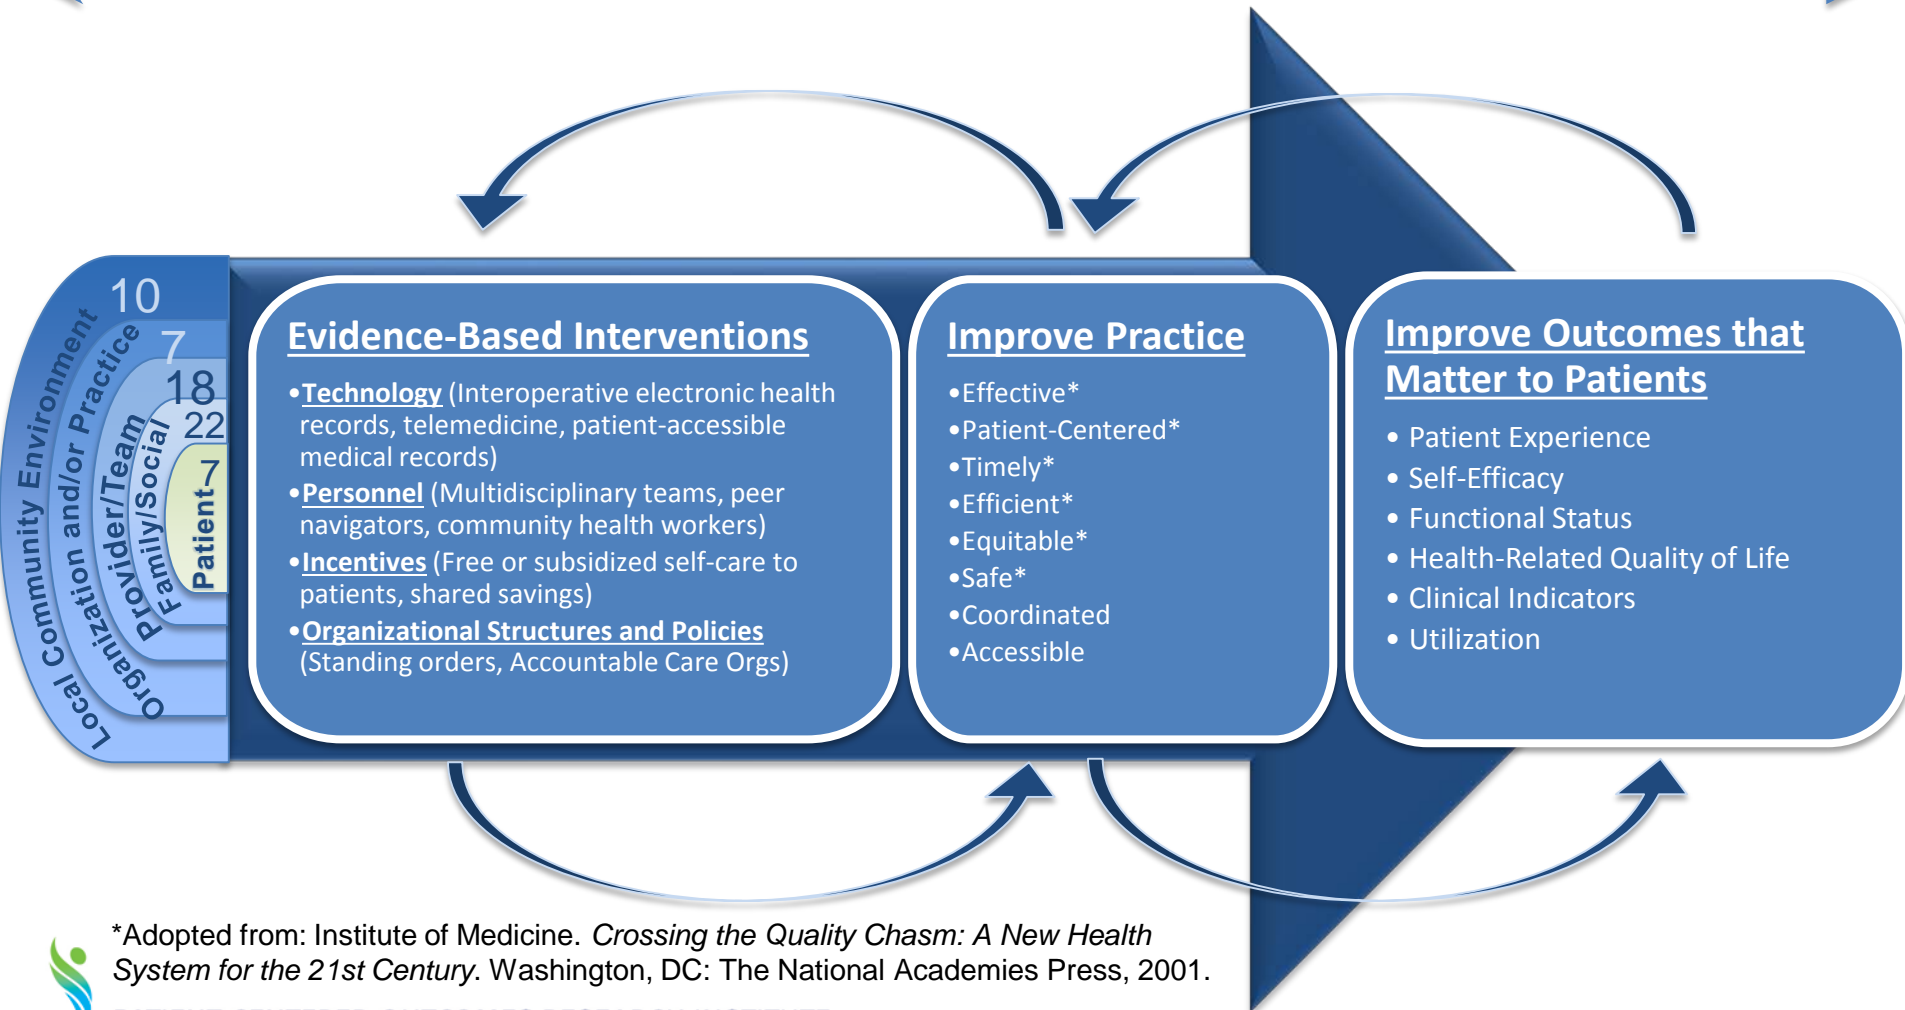 10
7
18
22
7
Local Community Environment
Organization and/or Practice
Provider/Team
Family/Social
Patient
Evidence-Based Interventions
•Technology (Interoperative electronic health
records, telemedicine, patient-accessible
medical records)
•Personnel (Multidisciplinary teams, peer
navigators, community health workers)
•Incentives (Free or subsidized self-care to
patients, shared savings)
•Organizational Structures and Policies
(Standing orders, Accountable Care Orgs)
Improve Practice
•Effective*
•Patient-Centered*
•Timely*
•Efficient*
•Equitable*
•Safe*
•Coordinated
•Accessible
Improve Outcomes that
Matter to Patients
• Patient Experience
• Self-Efficacy
• Functional Status
• Health-Related Quality of Life
• Clinical Indicators
• Utilization
*Adopted from: Institute of Medicine. Crossing the Quality Chasm: A New Health
System for the 21st Century. Washington, DC: The National Academies Press, 2001.